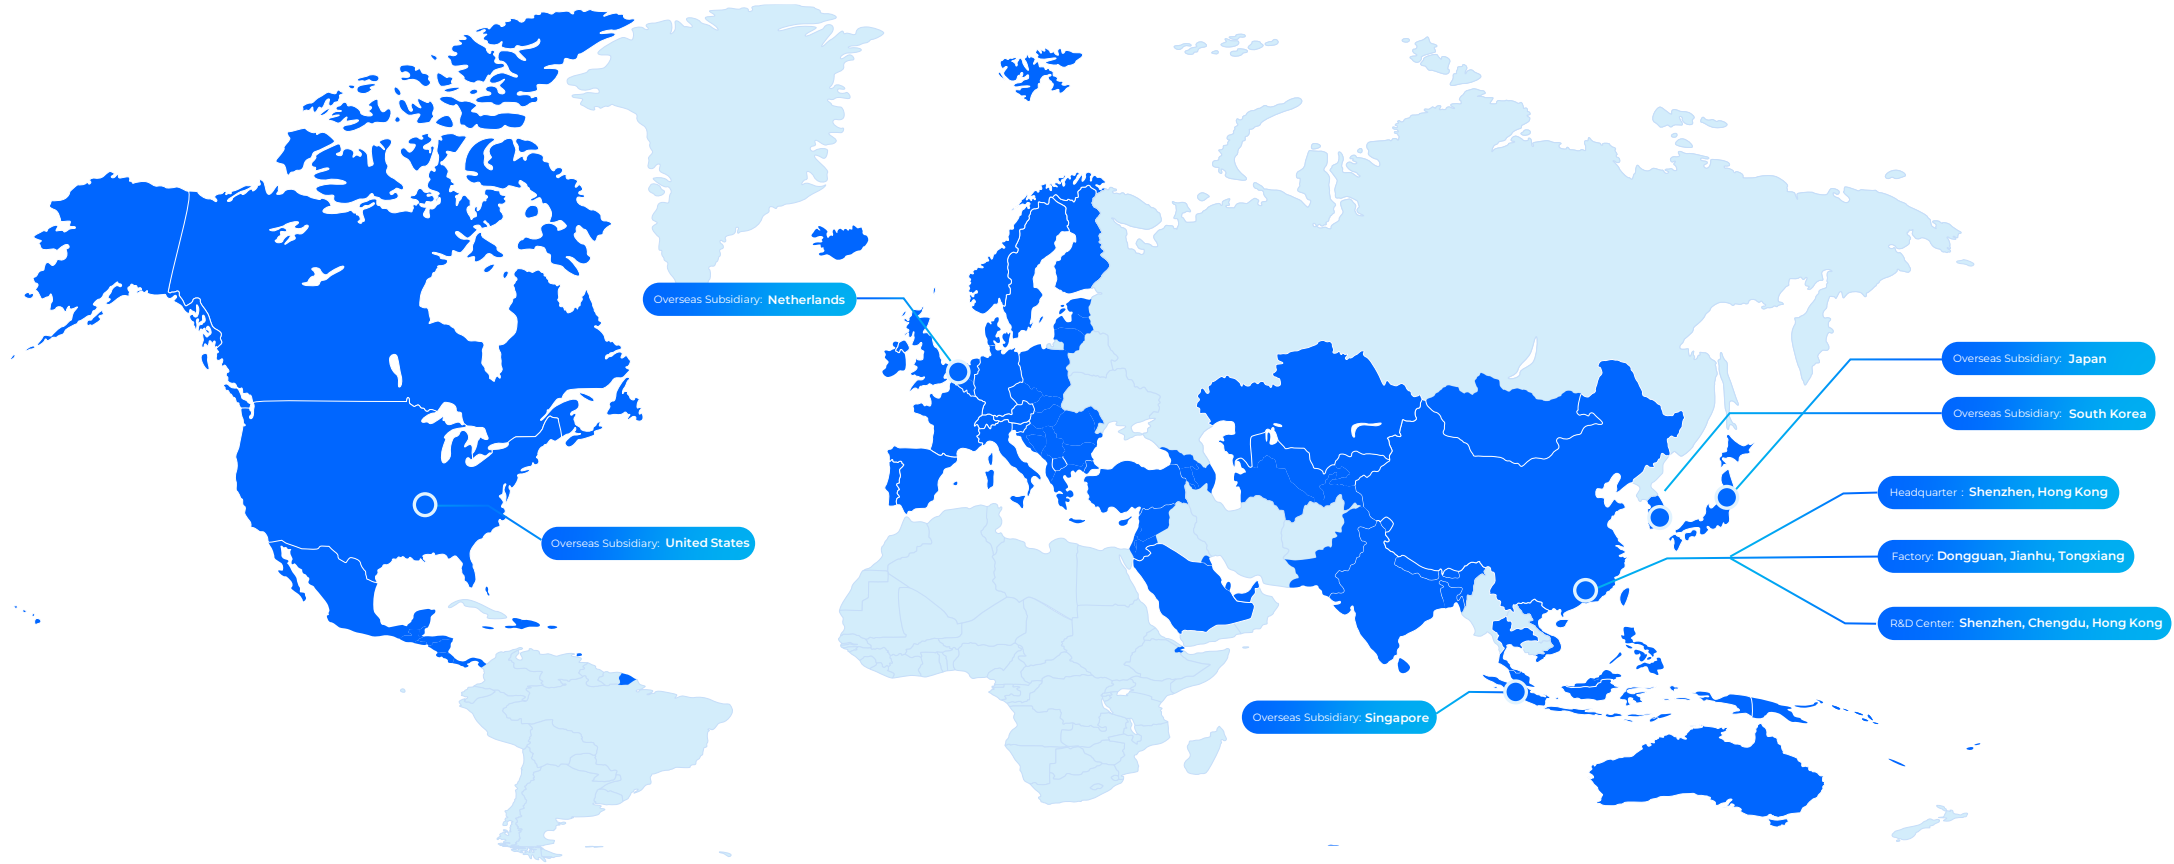 Overseas Subsidiary: Netherlands
Overseas Subsidiary: Japan
Overseas Subsidiary: South Korea
Headquarter : Shenzhen, Hong Kong
Overseas Subsidiary: United States
Factory: Dongguan, Jianhu, Tongxiang
R&D Center: Shenzhen, Chengdu, Hong Kong
Overseas Subsidiary: Singapore